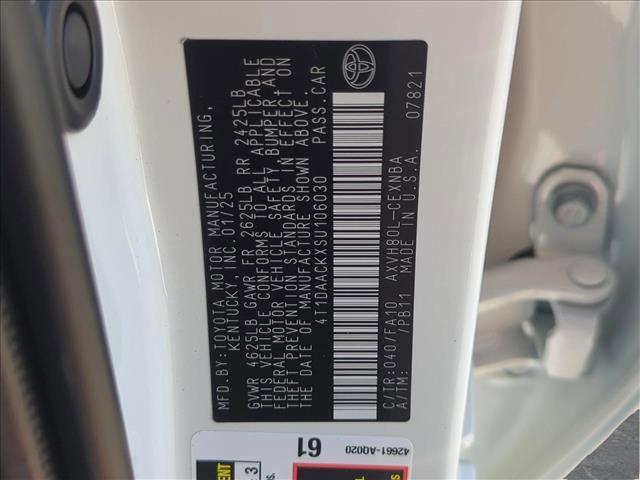 MFD.BY:TOYOTA MOTOR MANUFACTURING,
KENTUCKY, INC. 01/25
GVWR 4625LB GAWR FR 2625LB RR 2425LB
THIS VEHICLE CONFORMS TO ALL APPLICABLE
FEDERAL MOTOR VEHICLE SAFETY, BUMPER AND
THEFT PREVENTION STANDARDS IN EFFECT ON
THE DATE OF MANUFACTURE SHOWN ABOVE.
4T1DAACKXSU106030 PASS.CAR
C/TR:040/FA10 AXVH80L-CEXNBA
A/TM: /PB11 MADE IN U.S.A. 07821
61
42661-AQ020
3